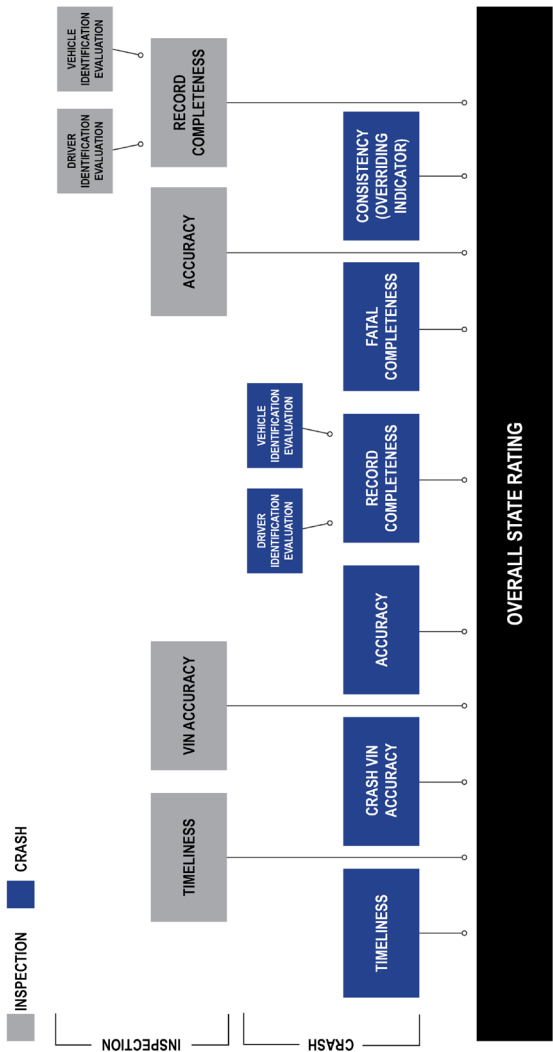 INSPECTION
CRASH
INSPECTION
TIMELINESS
VIN ACCURACY
ACCURACY
RECORD
COMPLETENESS
DRIVER
IDENTIFICATION
EVALUATION
VEHICLE
IDENTIFICATION
EVALUATION
CRASH
TIMELINESS
CRASH VIN
ACCURACY
ACCURACY
RECORD
COMPLETENESS
DRIVER
IDENTIFICATION
EVALUATION
VEHICLE
IDENTIFICATION
EVALUATION
FATAL
COMPLETENESS
CONSISTENCY
(OVERRIDING
INDICATOR)
OVERALL STATE RATING